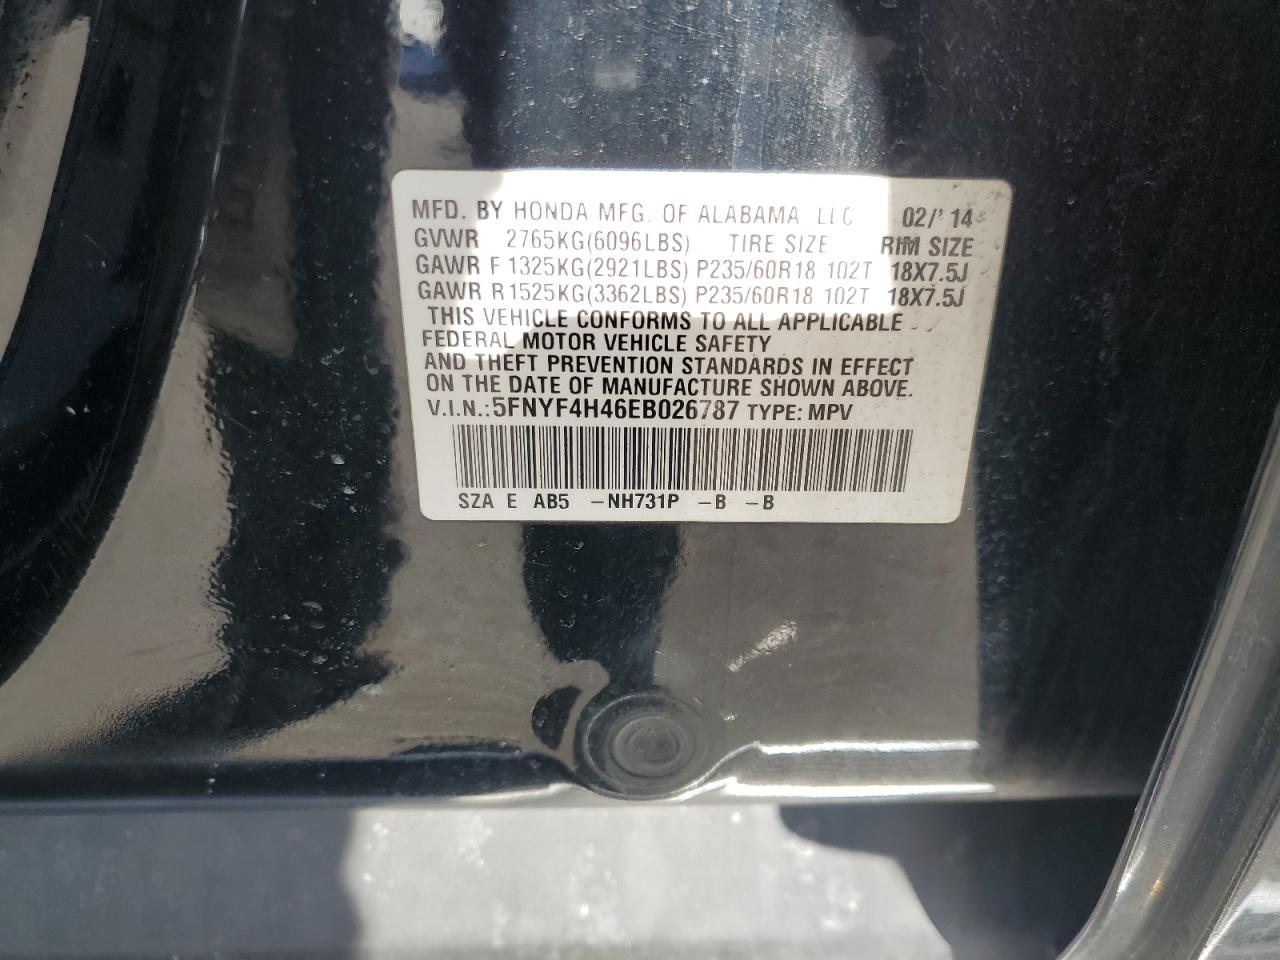 MFD. BY HONDA MFG. OF ALABAMA LLC 02/'14
GVWR 2765KG(6096LBS) TIRE SIZE RIM SIZE
GAWR F 1325KG(2921LBS) P235/60R18 102T 18X7.5J
GAWR R 1525KG(3362LBS) P235/60R18 102T 18X7.5J
THIS VEHICLE CONFORMS TO ALL APPLICABLE
FEDERAL MOTOR VEHICLE SAFETY
AND THEFT PREVENTION STANDARDS IN EFFECT
ON THE DATE OF MANUFACTURE SHOWN ABOVE.
V.I.N.:5FNYF4H46EB026787 TYPE: MPV
SZA E AB5 -NH731P -B -B